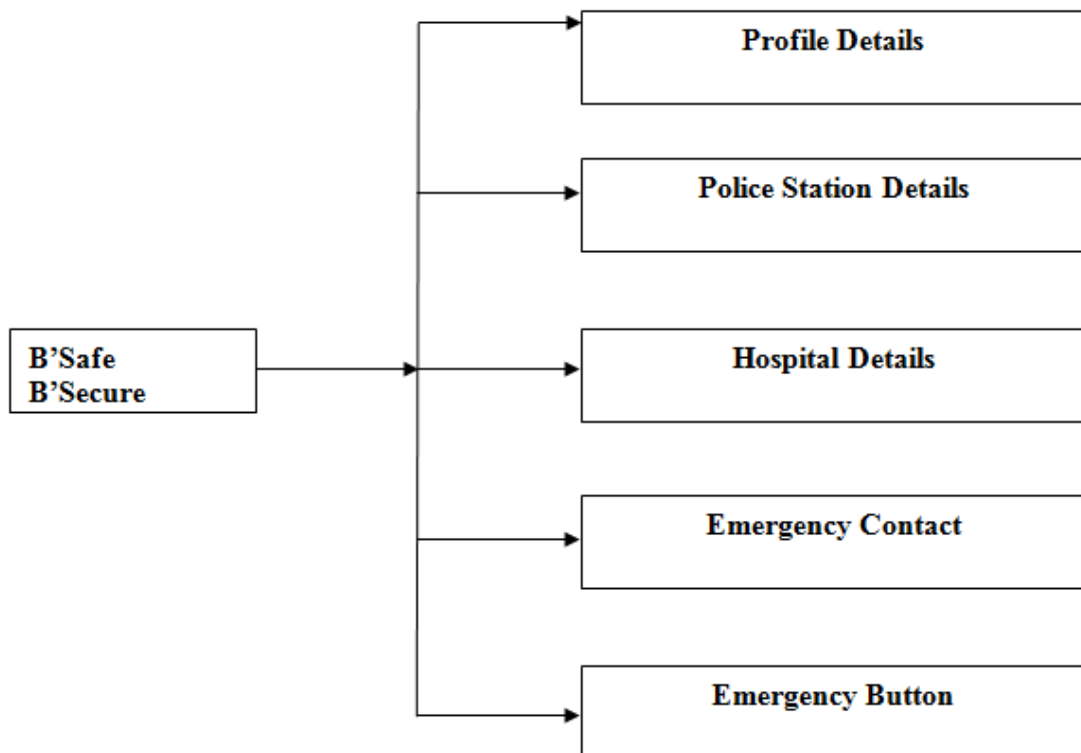 Profile Details
Police Station Details
B’Safe
B’Secure
Hospital Details
Emergency Contact
Emergency Button